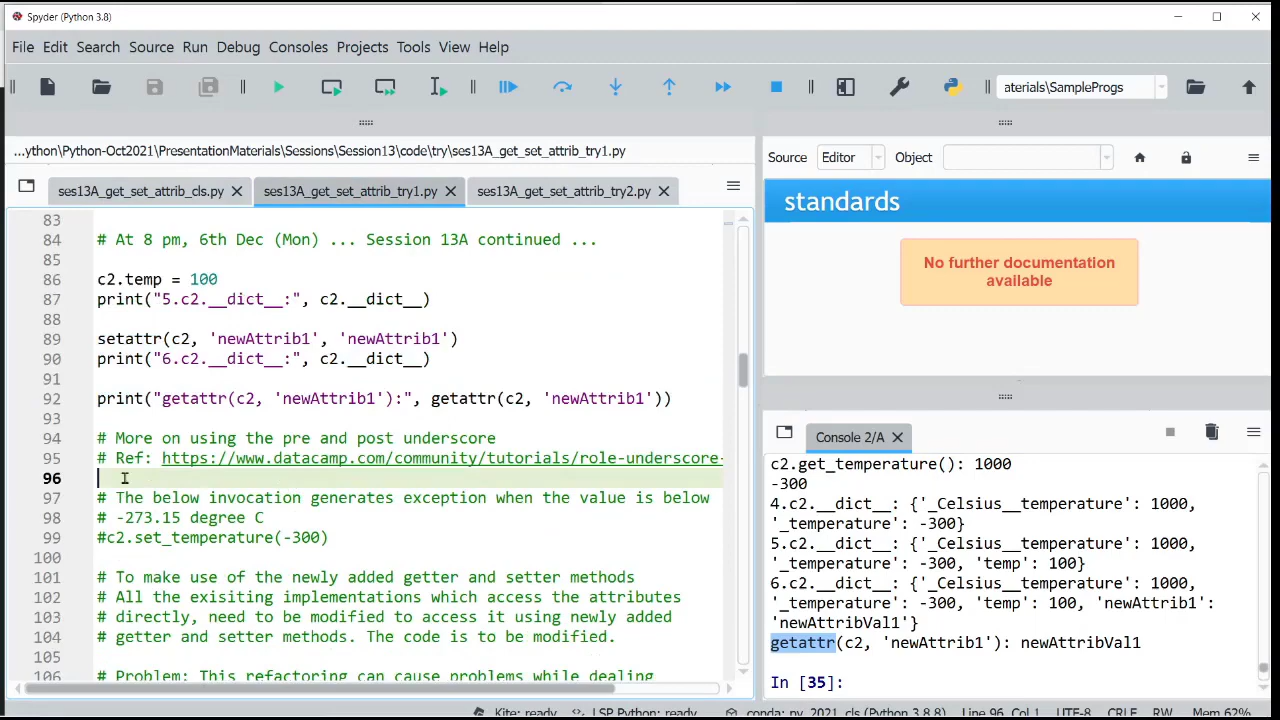 Spyder (Python 3.8)
File Edit Search Source Run Debug Consoles Projects Tools View Help
aterials\SampleProgs
...ython\Python-Oct2021\PresentationMaterials\Sessions\Session13\code\try\ses13A_get_set_attrib_try1.py
ses13A_get_set_attrib_cls.py ses13A_get_set_attrib_try1.py ses13A_get_set_attrib_try2.py
83
84 # At 8 pm, 6th Dec (Mon) ... Session 13A continued ...
85
86 c2.temp = 100
87 print("5.c2.__dict__:", c2.__dict__)
88
89 setattr(c2, 'newAttrib1', 'newAttrib1')
90 print("6.c2.__dict__:", c2.__dict__)
91
92 print("getattr(c2, 'newAttrib1'):", getattr(c2, 'newAttrib1'))
93
94 # More on using the pre and post underscore
95 # Ref: https://www.datacamp.com/community/tutorials/role-underscore-
96
97 # The below invocation generates exception when the value is below
98 # -273.15 degree C
99 #c2.set_temperature(-300)
100
101 # To make use of the newly added getter and setter methods
102 # All the exisiting implementations which access the attributes
103 # directly, need to be modified to access it using newly added
104 # getter and setter methods. The code is to be modified.
105
106 # Problem: This refactoring can cause problems while dealing
Source Editor Object
standards
No further documentation
available
Console 2/A
c2.get_temperature(): 1000
-300
4.c2.__dict__: {'_Celsius__temperature': 1000,
'_temperature': -300}
5.c2.__dict__: {'_Celsius__temperature': 1000,
'_temperature': -300, 'temp': 100}
6.c2.__dict__: {'_Celsius__temperature': 1000,
'_temperature': -300, 'temp': 100, 'newAttrib1':
'newAttribVal1'}
getattr(c2, 'newAttrib1'): newAttribVal1
In [35]:
Kite: ready LSP Python: ready conda: py_2021_cls (Python 3.8.8) Line 96, Col 1 UTF-8 CRLF RW Mem 62%